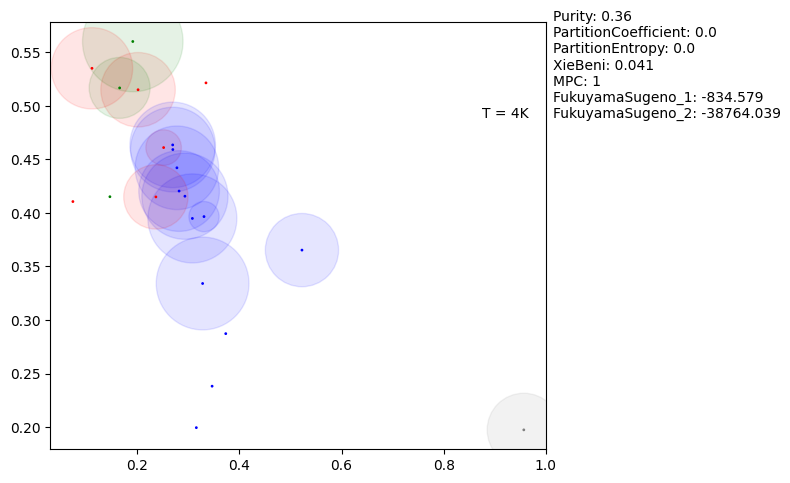 Purity: 0.36
PartitionCoefficient: 0.0
PartitionEntropy: 0.0
XieBeni: 0.041
MPC: 1
FukuyamaSugeno_1: -834.579
FukuyamaSugeno_2: -38764.039
T = 4K
0.55
0.50
0.45
0.40
0.35
0.30
0.25
0.20
0.2 0.4 0.6 0.8 1.0